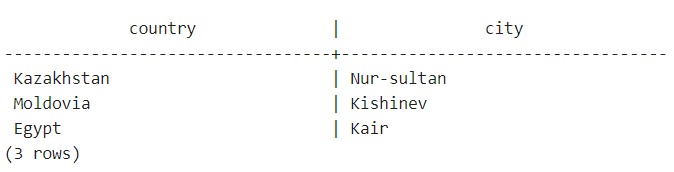 country | city
---------------------------------+---------------------------------
Kazakhstan | Nur-sultan
Moldovia | Kishinev
Egypt | Kair
(3 rows)